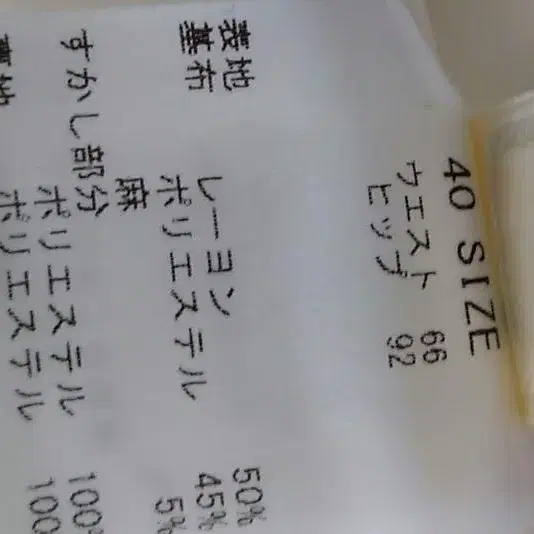 40 SIZE
ウエスト 66
ヒップ 92
表地
基布 レーヨン 50%
ポリエステル 45%
麻 5%
すかし部分 ポリエステル 100%
ポリエステル 100